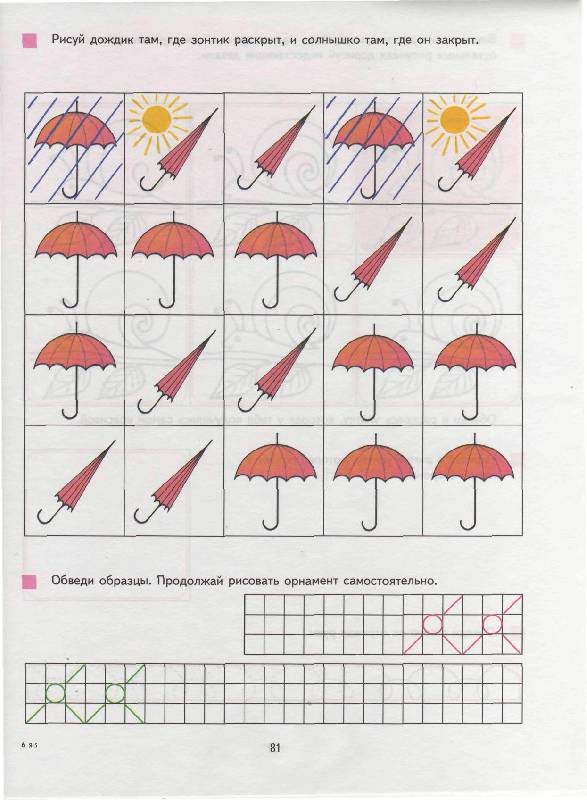 Рисуй дождик там, где зонтик раскрыт, и солнышко там, где он закрыт.
Обведи образцы. Продолжай рисовать орнамент самостоятельно.
81